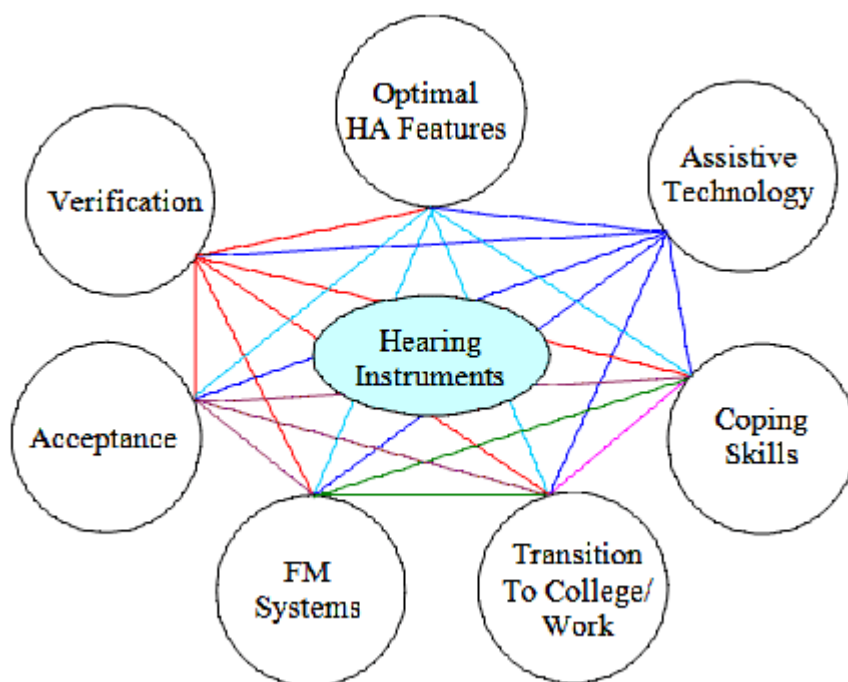 Optimal
HA Features
Assistive
Technology
Verification
Hearing
Instruments
Acceptance
Coping
Skills
FM
Systems
Transition
To College/
Work